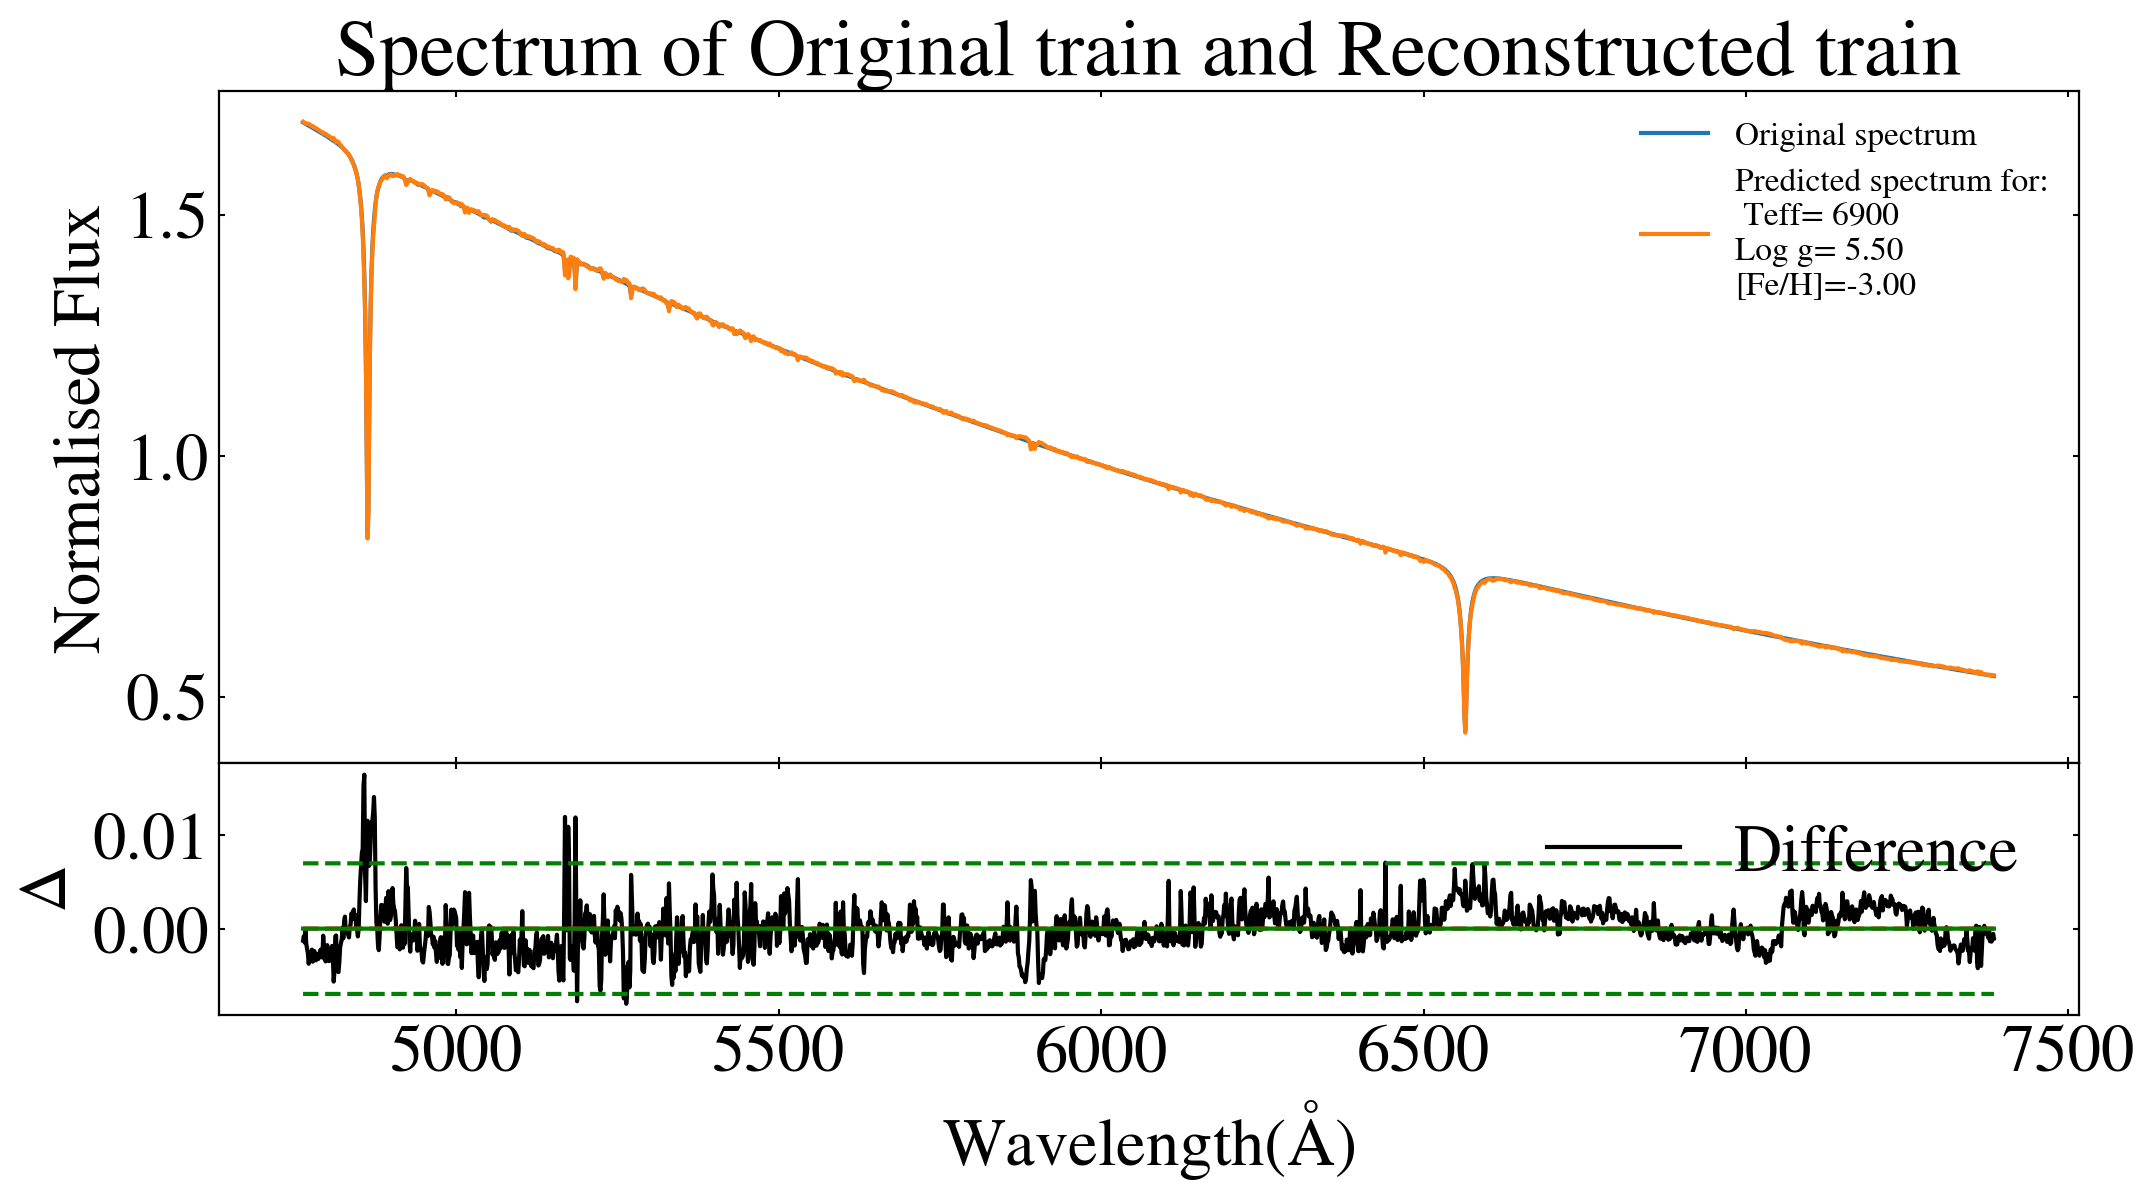 Spectrum of Original train and Reconstructed train
Normalised Flux
1.5
1.0
0.5
Original spectrum
Predicted spectrum for:
Teff= 6900
Log g= 5.50
[Fe/H]=-3.00
Δ
0.01
0.00
Difference
5000 5500 6000 6500 7000 7500
Wavelength(Å)